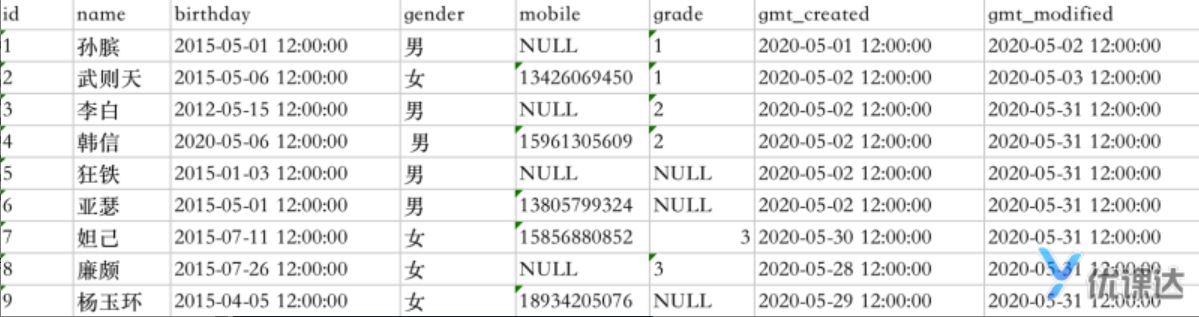 id name birthday gender mobile grade gmt_created gmt_modified
1 孙膑 2015-05-01 12:00:00 男 NULL 1 2020-05-01 12:00:00 2020-05-02 12:00:00
2 武则天 2015-05-06 12:00:00 女 13426069450 1 2020-05-02 12:00:00 2020-05-03 12:00:00
3 李白 2012-05-15 12:00:00 男 NULL 2 2020-05-02 12:00:00 2020-05-31 12:00:00
4 韩信 2020-05-06 12:00:00 男 15961305609 2 2020-05-02 12:00:00 2020-05-31 12:00:00
5 狂铁 2015-01-03 12:00:00 男 NULL NULL 2020-05-02 12:00:00 2020-05-31 12:00:00
6 亚瑟 2015-05-01 12:00:00 男 13805799324 NULL 2020-05-02 12:00:00 2020-05-31 12:00:00
7 妲己 2015-07-11 12:00:00 女 15856880852 3 2020-05-30 12:00:00 2020-05-31 12:00:00
8 廉颇 2015-07-26 12:00:00 女 NULL 3 2020-05-28 12:00:00 2020-05-31 12:00:00
9 杨玉环 2015-04-05 12:00:00 女 18934205076 NULL 2020-05-29 12:00:00 2020-05-31 12:00:00
优课达